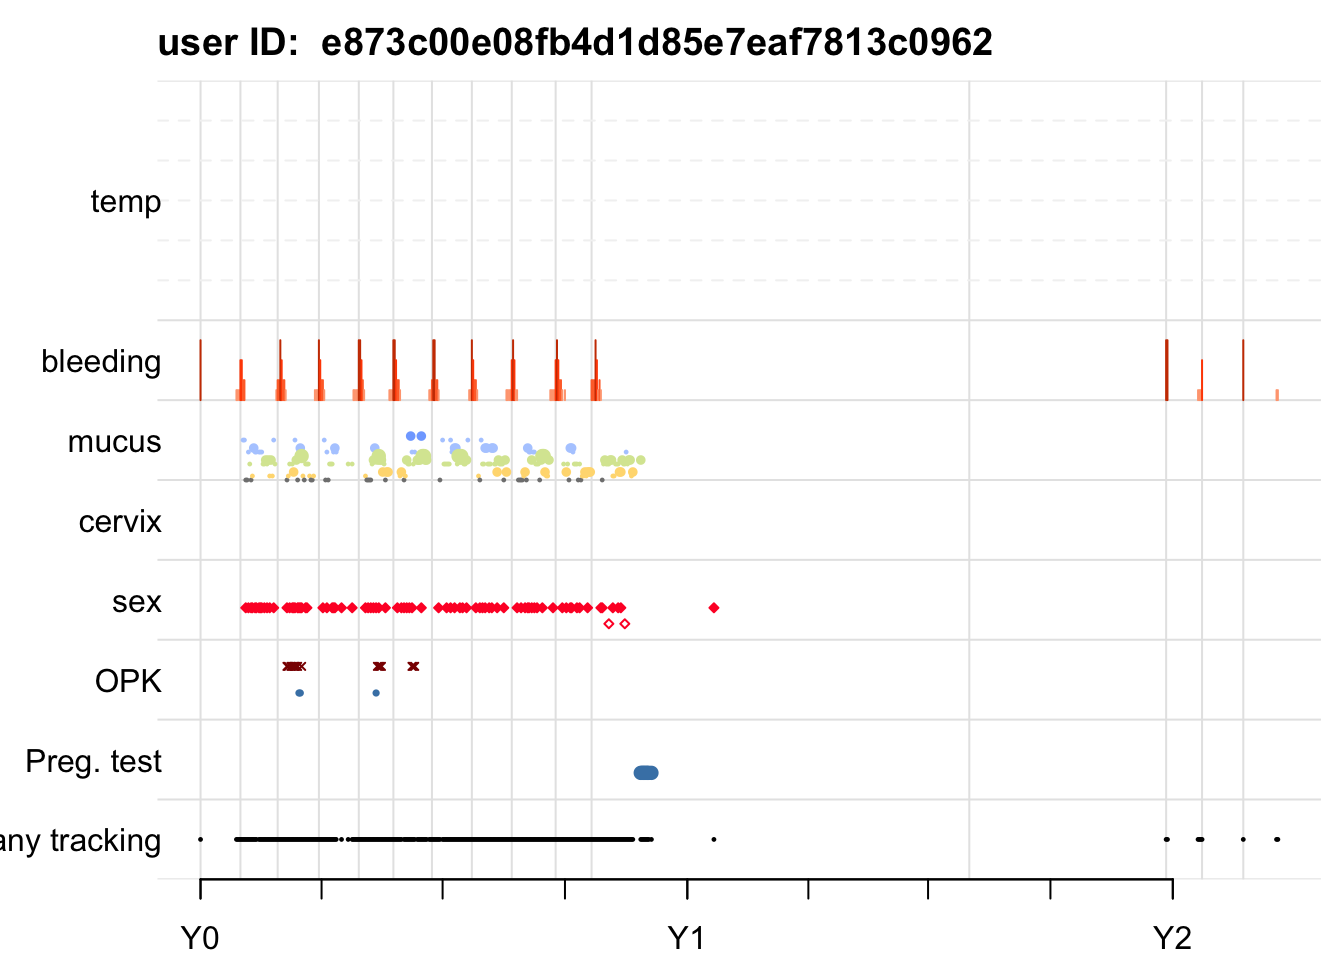 user ID:  e873c00e08fb4d1d85e7eaf7813c0962
temp
bleeding
mucus
cervix
sex
OPK
Preg. test
any tracking
Y0 Y1 Y2